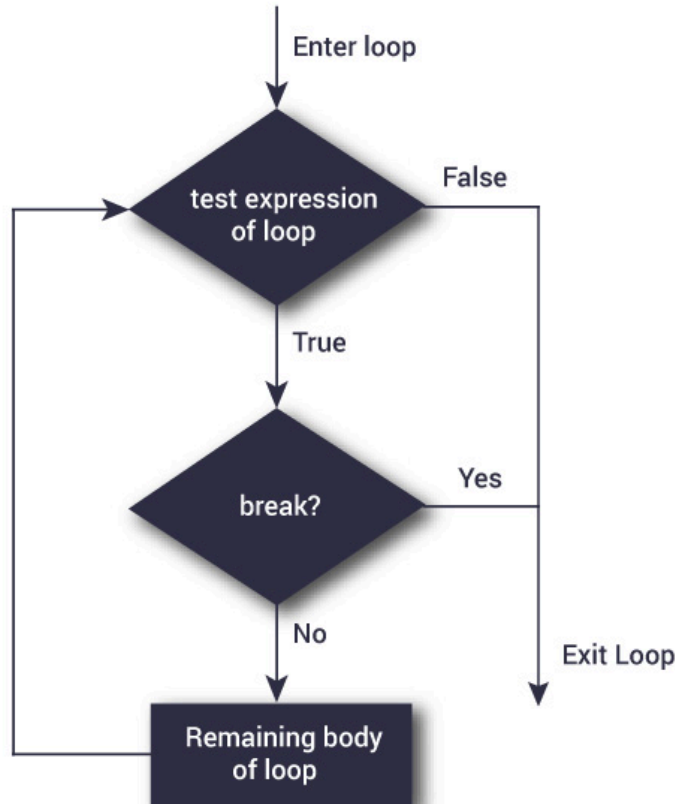 Enter loop
test expression
of loop
False
True
break?
Yes
No
Exit Loop
Remaining body
of loop